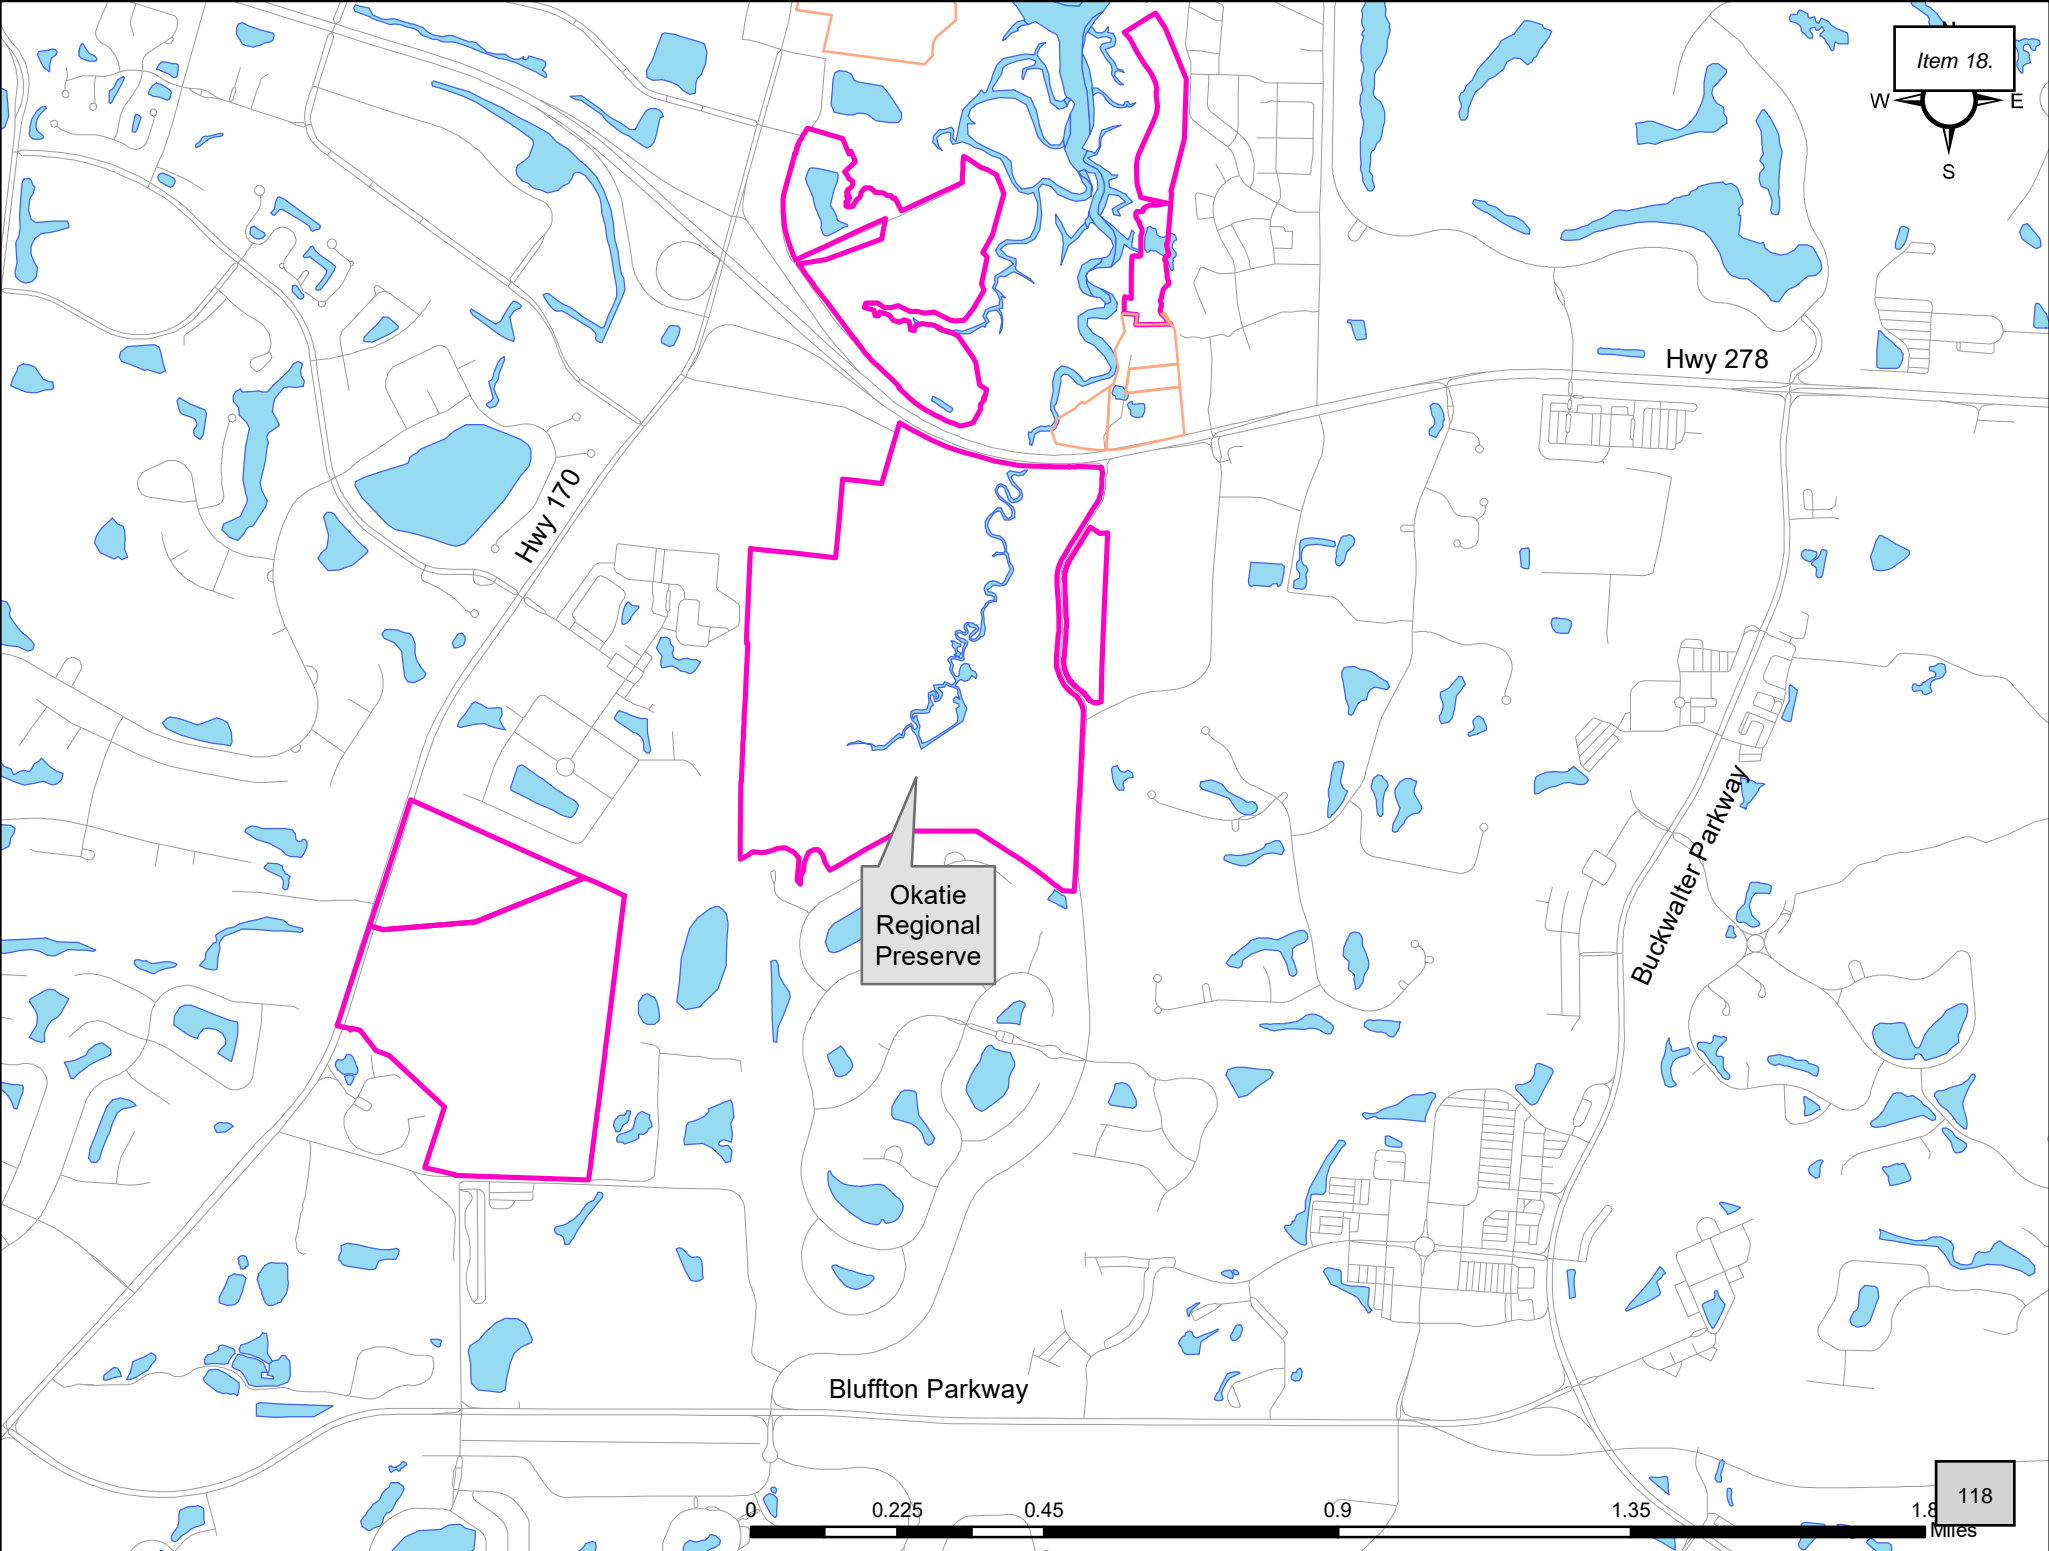 N
Item 18.
W
E
S
Hwy 278
Hwy 170
Buckwalter Parkway
Okatie
Regional
Preserve
Bluffton Parkway
0 0.225 0.45 0.9 1.35 1.8
Miles
118